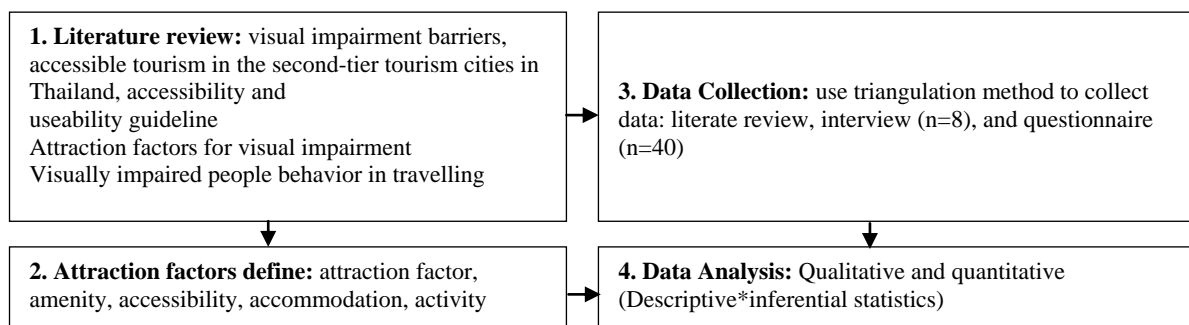 1. Literature review: visual impairment barriers,
accessible tourism in the second-tier tourism cities in
Thailand, accessibility and
useability guideline
Attraction factors for visual impairment
Visually impaired people behavior in travelling
3. Data Collection: use triangulation method to collect
data: literate review, interview (n=8), and questionnaire
(n=40)
2. Attraction factors define: attraction factor,
amenity, accessibility, accommodation, activity
4. Data Analysis: Qualitative and quantitative
(Descriptive*inferential statistics)